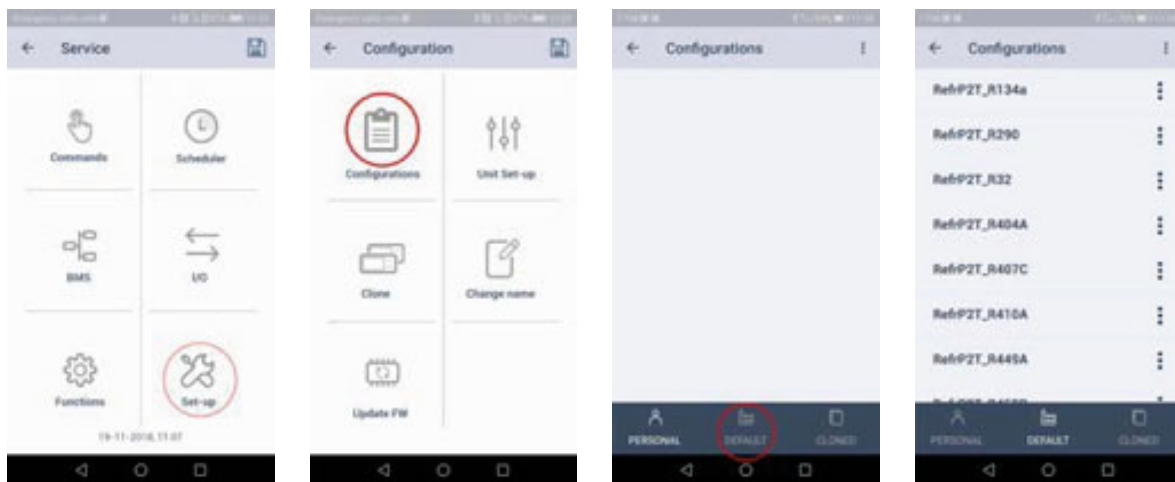 Service
Commands
Scheduler
BMS
I/O
Functions
Set-up
19-11-2018, 11:07
Configuration
Configurations
Unit Set-up
Clone
Change name
Update FW
Configurations
PERSONAL
DEFAULT
CLONED
Configurations
RefrP2T_R134a
RefrP2T_R290
RefrP2T_R32
RefrP2T_R404A
RefrP2T_R407C
RefrP2T_R410A
RefrP2T_R449A
PERSONAL
DEFAULT
CLONED